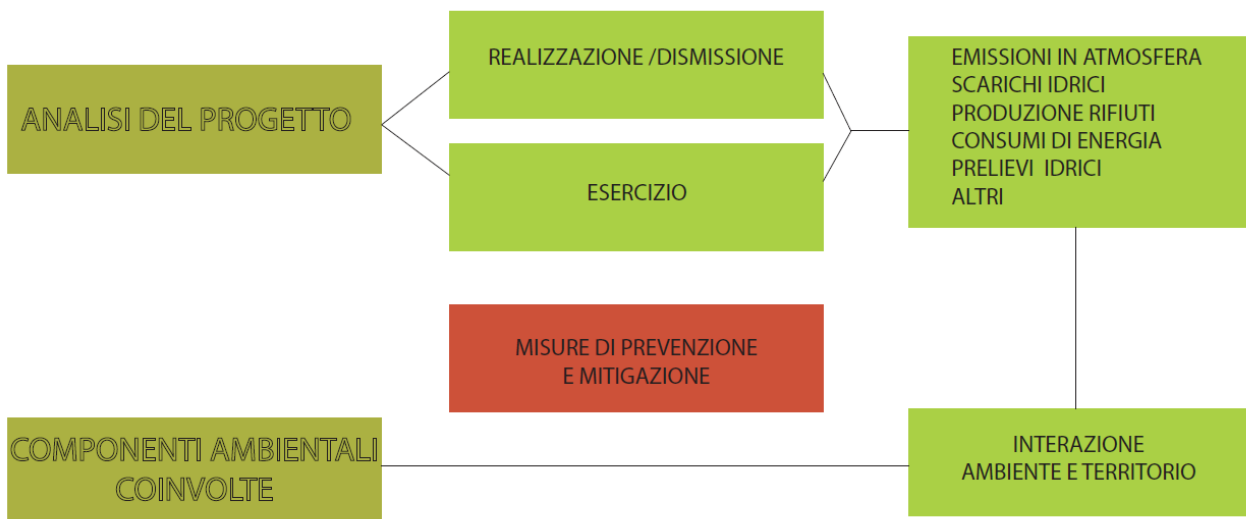 ANALISI DEL PROGETTO
REALIZZAZIONE /DISMISSIONE
ESERCIZIO
EMISSIONI IN ATMOSFERA
SCARICHI IDRICI
PRODUZIONE RIFIUTI
CONSUMI DI ENERGIA
PRELIEVI IDRICI
ALTRI
MISURE DI PREVENZIONE
E MITIGAZIONE
COMPONENTI AMBIENTALI
COINVOLTE
INTERAZIONE
AMBIENTE E TERRITORIO